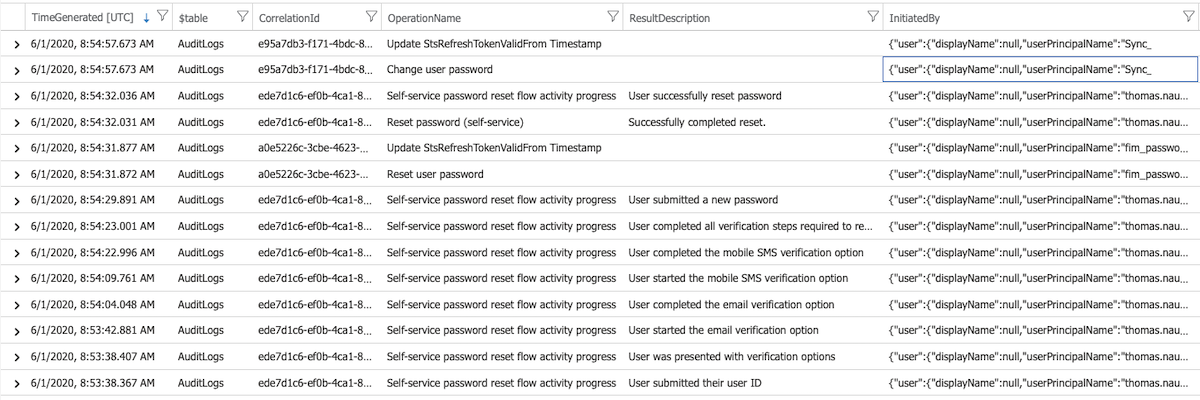 TimeGenerated [UTC] $table CorrelationId OperationName ResultDescription InitiatedBy
6/1/2020, 8:54:57.673 AM AuditLogs e95a7db3-f171-4bdc-8... Update StsRefreshTokenValidFrom Timestamp {"user":{"displayName":null,"userPrincipalName":"Sync_
6/1/2020, 8:54:57.673 AM AuditLogs e95a7db3-f171-4bdc-8... Change user password {"user":{"displayName":null,"userPrincipalName":"Sync_
6/1/2020, 8:54:32.036 AM AuditLogs ede7d1c6-ef0b-4ca1-8... Self-service password reset flow activity progress User successfully reset password {"user":{"displayName":null,"userPrincipalName":"thomas.nau...
6/1/2020, 8:54:32.031 AM AuditLogs ede7d1c6-ef0b-4ca1-8... Reset password (self-service) Successfully completed reset. {"user":{"displayName":null,"userPrincipalName":"thomas.nau...
6/1/2020, 8:54:31.877 AM AuditLogs a0e5226c-3cbe-4623-... Update StsRefreshTokenValidFrom Timestamp {"user":{"displayName":null,"userPrincipalName":"fim_passwo...
6/1/2020, 8:54:31.872 AM AuditLogs a0e5226c-3cbe-4623-... Reset user password {"user":{"displayName":null,"userPrincipalName":"fim_passwo...
6/1/2020, 8:54:29.891 AM AuditLogs ede7d1c6-ef0b-4ca1-8... Self-service password reset flow activity progress User submitted a new password {"user":{"displayName":null,"userPrincipalName":"thomas.nau...
6/1/2020, 8:54:23.001 AM AuditLogs ede7d1c6-ef0b-4ca1-8... Self-service password reset flow activity progress User completed all verification steps required to re... {"user":{"displayName":null,"userPrincipalName":"thomas.nau...
6/1/2020, 8:54:22.996 AM AuditLogs ede7d1c6-ef0b-4ca1-8... Self-service password reset flow activity progress User completed the mobile SMS verification option {"user":{"displayName":null,"userPrincipalName":"thomas.nau...
6/1/2020, 8:54:09.761 AM AuditLogs ede7d1c6-ef0b-4ca1-8... Self-service password reset flow activity progress User started the mobile SMS verification option {"user":{"displayName":null,"userPrincipalName":"thomas.nau...
6/1/2020, 8:54:04.048 AM AuditLogs ede7d1c6-ef0b-4ca1-8... Self-service password reset flow activity progress User completed the email verification option {"user":{"displayName":null,"userPrincipalName":"thomas.nau...
6/1/2020, 8:53:42.881 AM AuditLogs ede7d1c6-ef0b-4ca1-8... Self-service password reset flow activity progress User started the email verification option {"user":{"displayName":null,"userPrincipalName":"thomas.nau...
6/1/2020, 8:53:38.407 AM AuditLogs ede7d1c6-ef0b-4ca1-8... Self-service password reset flow activity progress User was presented with verification options {"user":{"displayName":null,"userPrincipalName":"thomas.nau...
6/1/2020, 8:53:38.367 AM AuditLogs ede7d1c6-ef0b-4ca1-8... Self-service password reset flow activity progress User submitted their user ID {"user":{"displayName":null,"userPrincipalName":"thomas.nau...